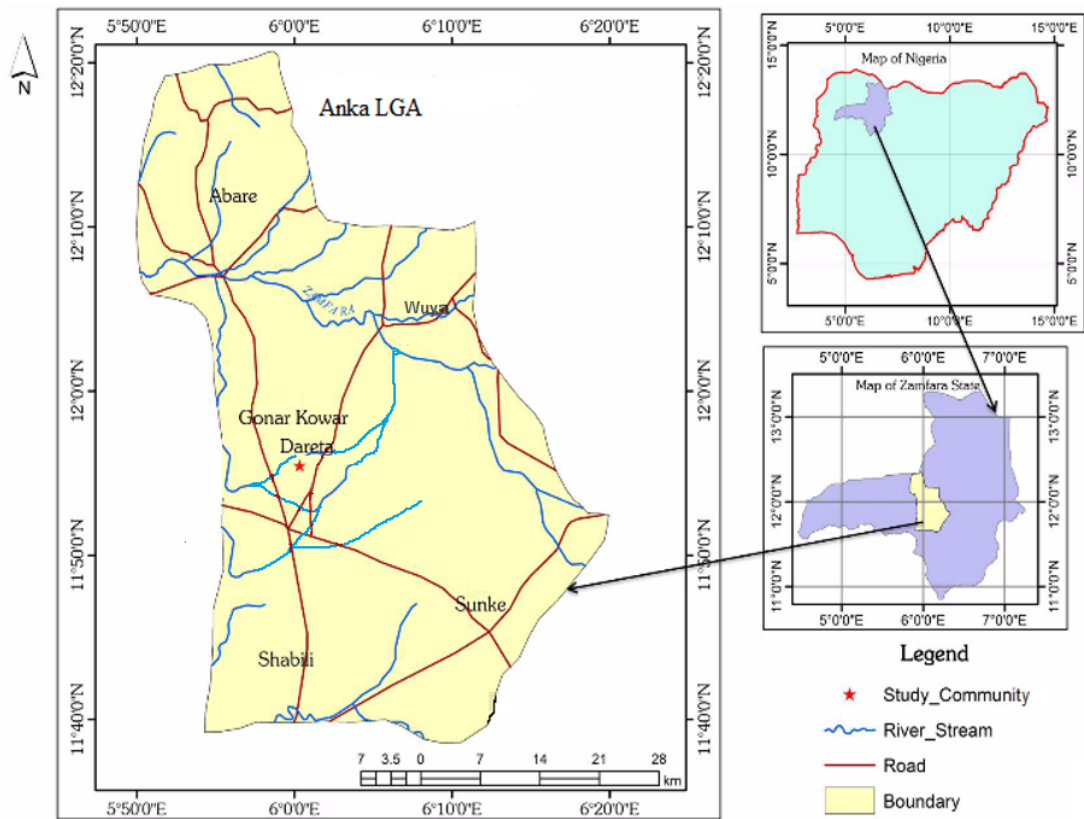 5°50'0"E 6°0'0"E 6°10'0"E 6°20'0"E
12°20'0"N
12°10'0"N
12°0'0"N
11°50'0"N
11°40'0"N
N
Anka LGA
Abare
ZAMFARA
Wuya
Gonar Kowar
Dareta
Sunke
Shabili
12°20'0"N
12°10'0"N
12°0'0"N
11°50'0"N
11°40'0"N
7 3.5 0 7 14 21 28
km
5°50'0"E 6°0'0"E 6°10'0"E 6°20'0"E
5°0'0"E 10°0'0"E 15°0'0"E
Map of Nigeria
15°0'0"N
10°0'0"N
5°0'0"N
15°0'0"N
10°0'0"N
5°0'0"N
5°0'0"E 10°0'0"E 15°0'0"E
5°0'0"E 6°0'0"E 7°0'0"E
Map of Zamfara State
13°0'0"N
12°0'0"N
11°0'0"N
13°0'0"N
12°0'0"N
11°0'0"N
5°0'0"E 6°0'0"E 7°0'0"E
Legend
Study_Community
River_Stream
Road
Boundary